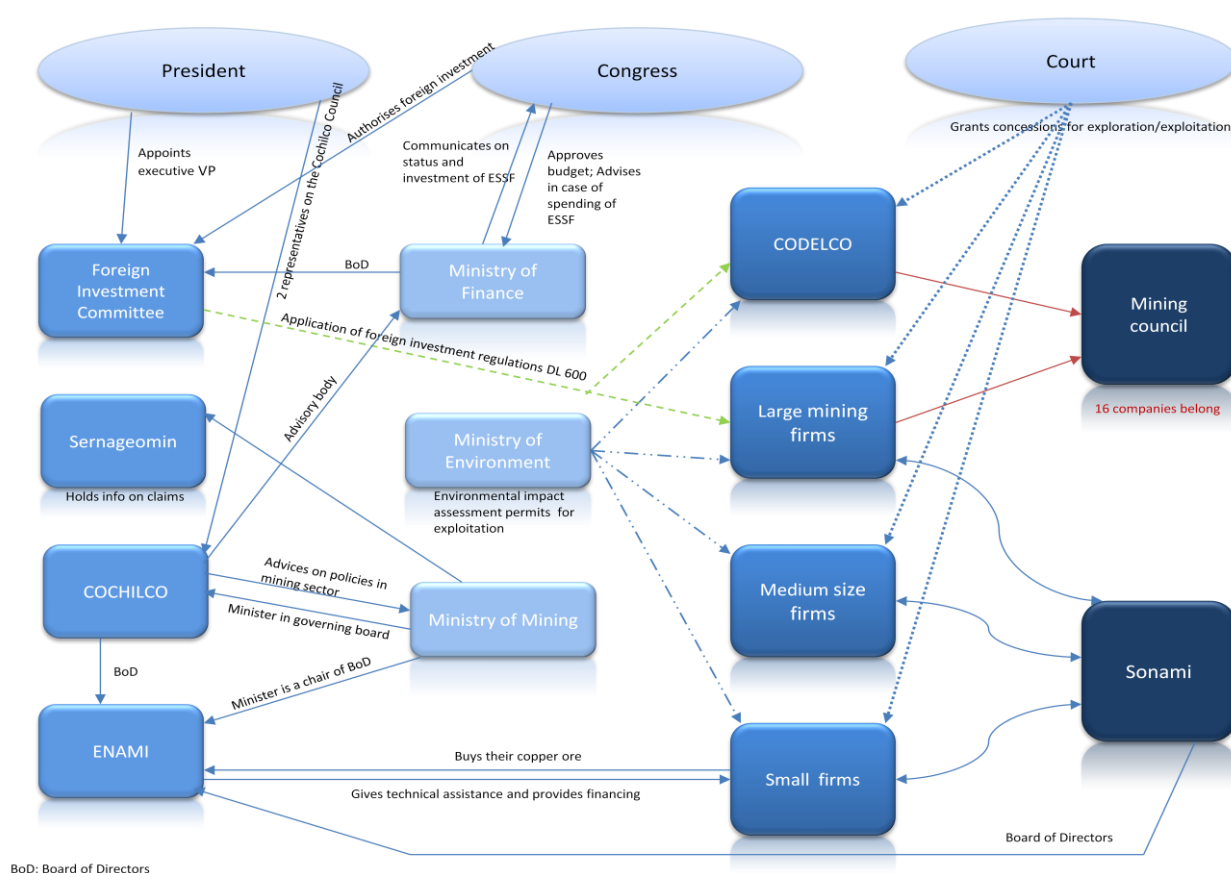 President
Congress
Court
Authorises foreign investment
Grants concessions for exploration/exploitation
2 representatives on the Cochilco Council
Appoints
executive VP
Communicates on
status and
investment of ESSF
Approves
budget; Advises
in case of
spending of
ESSF
CODELCO
Foreign
Investment
Committee
BoD
Ministry of
Finance
Mining
council
Application of foreign investment regulations DL 600
16 companies belong
Advisory body
Sernageomin
Holds info on claims
Ministry of
Environment
Environmental impact
assessment permits for
exploitation
Large mining
firms
COCHILCO
Advices on policies in
mining sector
Minister in governing board
Ministry of Mining
Medium size
firms
Sonami
BoD
Minister is a chair of BoD
ENAMI
Buys their copper ore
Gives technical assistance and provides financing
Small firms
Board of Directors
BoD: Board of Directors